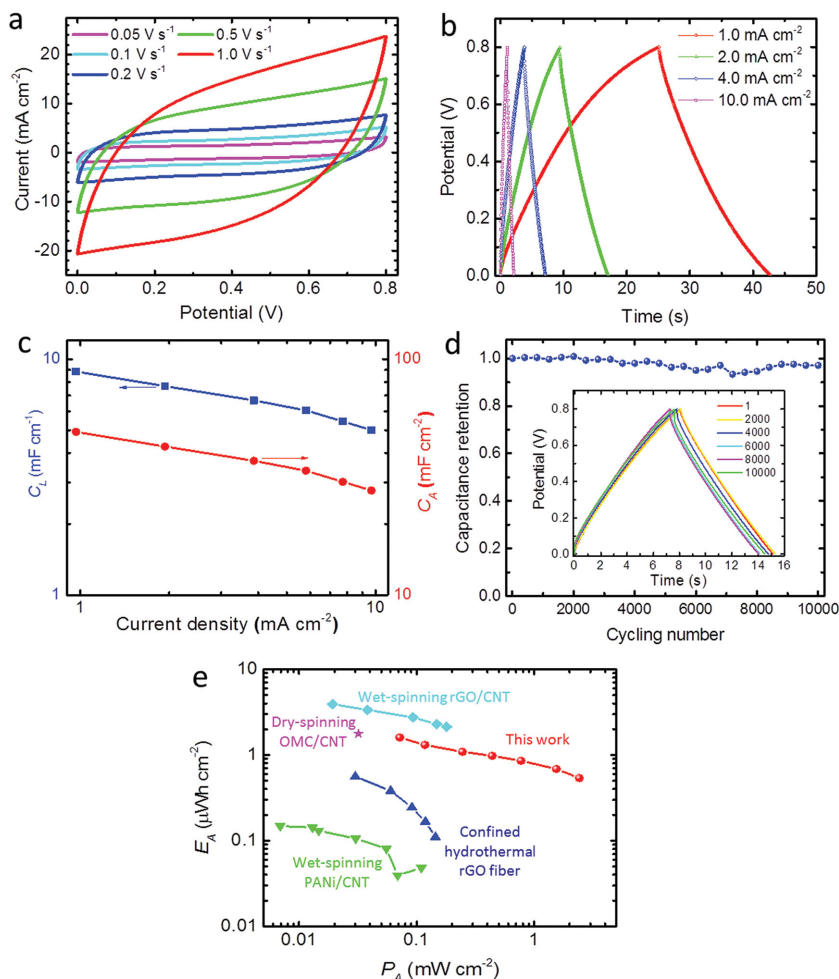 a
0.05 V s⁻¹
0.5 V s⁻¹
0.1 V s⁻¹
1.0 V s⁻¹
0.2 V s⁻¹
Current (mA cm⁻²)
20
10
0
-10
-20
0.0 0.2 0.4 0.6 0.8
Potential (V)
b
1.0 mA cm⁻²
2.0 mA cm⁻²
4.0 mA cm⁻²
10.0 mA cm⁻²
Potential (V)
0.8
0.6
0.4
0.2
0.0
0 10 20 30 40 50
Time (s)
c
C_L (mF cm⁻¹)
10
1
C_A (mF cm⁻²)
100
10
1 10
Current density (mA cm⁻²)
d
Capacitance retention
1.0
0.8
0.6
0.4
0.2
0.0
0 2000 4000 6000 8000 10000
Cycling number
Potential (V)
0.8
0.6
0.4
0.2
0.0
0 2 4 6 8 10 12 14 16
Time (s)
1
2000
4000
6000
8000
10000
e
E_A (μWh cm⁻²)
10
1
0.1
0.01
Wet-spinning rGO/CNT
Dry-spinning
OMC/CNT
This work
Confined
hydrothermal
rGO fiber
Wet-spinning
PANi/CNT
0.01 0.1 1
P_A (mW cm⁻²)